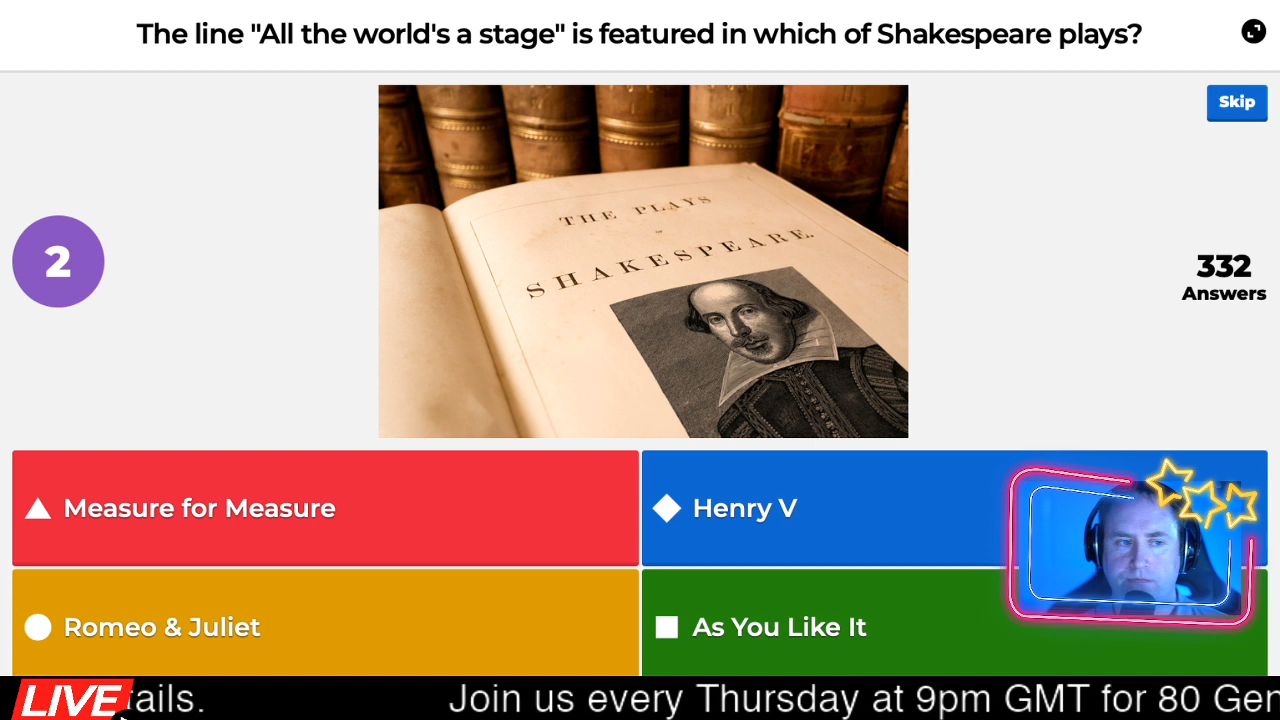 The line "All the world's a stage" is featured in which of Shakespeare plays?
Skip
THE PLAYS
SHAKESPEARE.
2
332
Answers
Measure for Measure
Henry V
Romeo & Juliet
As You Like It
LIVE
Join us every Thursday at 9pm GMT for 80